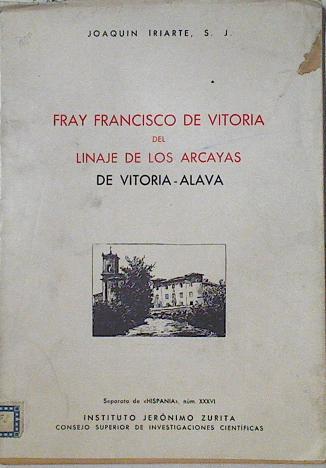 JOAQUIN IRIARTE, S. J.
FRAY FRANCISCO DE VITORIA
DEL
LINAJE DE LOS ARCAYAS
DE VITORIA-ALAVA
Separata de «HISPANIA», núm. XXXVI
INSTITUTO JERÓNIMO ZURITA
CONSEJO SUPERIOR DE INVESTIGACIONES CIENTÍFICAS